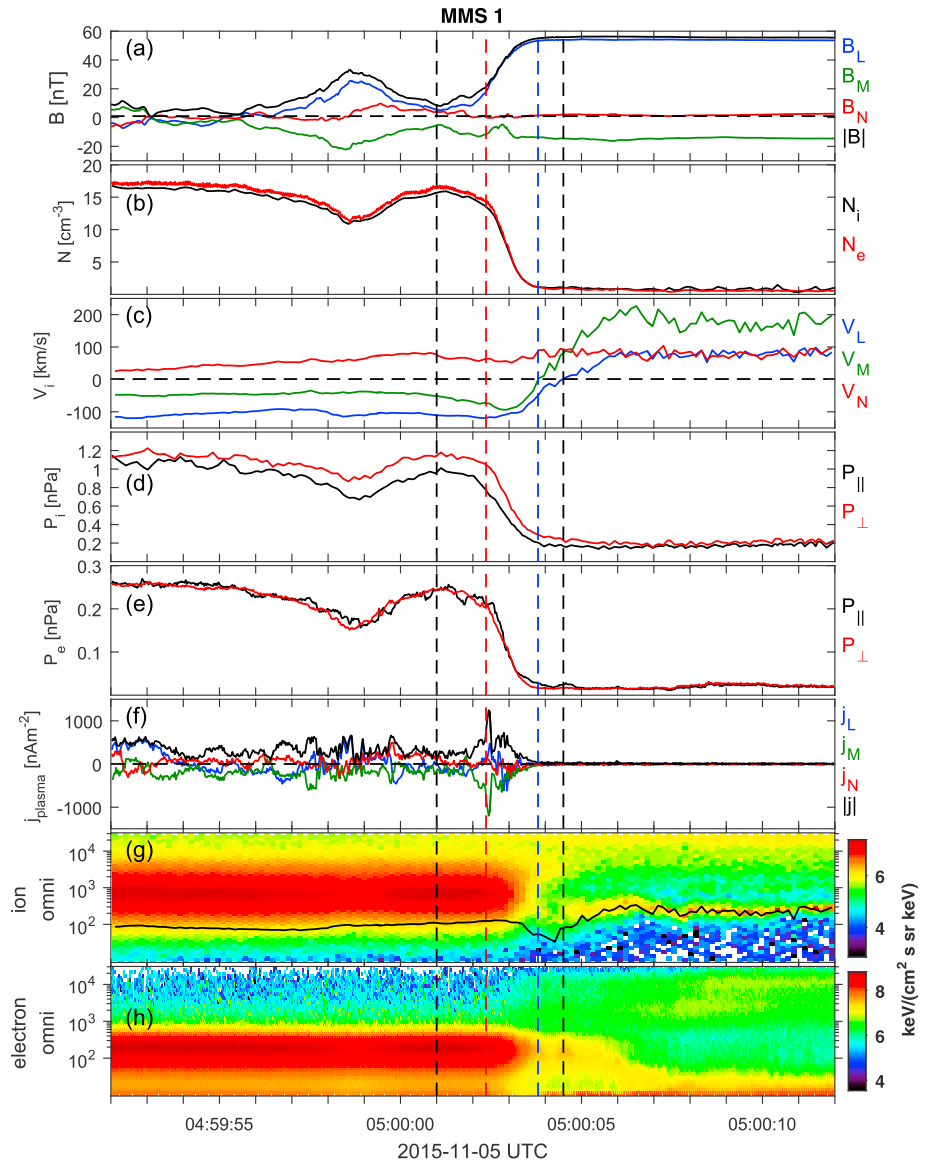 MMS 1
(a)
B [nT]
60
40
20
0
-20
B_L
B_M
B_N
|B|
(b)
N [cm^-3]
20
15
10
5
N_i
N_e
(c)
V_i [km/s]
200
100
0
-100
V_L
V_M
V_N
(d)
P_i [nPa]
1.2
1
0.8
0.6
0.4
0.2
P_||
P_⊥
(e)
P_e [nPa]
0.3
0.2
0.1
P_||
P_⊥
(f)
j_plasma [nAm^-2]
1000
0
-1000
j_L
j_M
j_N
|j|
(g)
ion
omni
10^4
10^3
10^2
6
4
(h)
electron
omni
10^4
10^3
10^2
8
6
4
keV/(cm^2 s sr keV)
04:59:55
05:00:00
05:00:05
05:00:10
2015-11-05 UTC